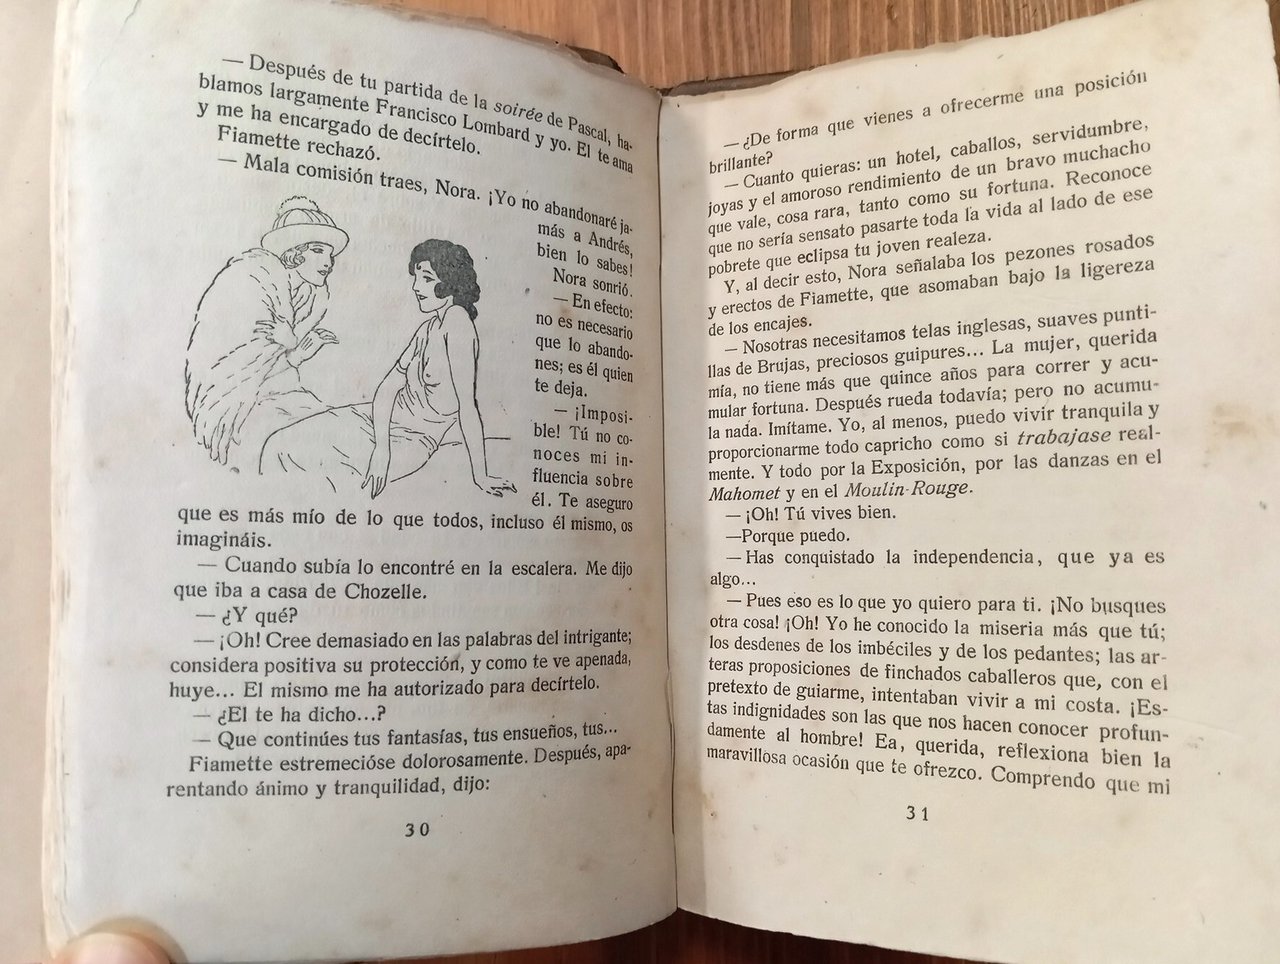 — Después de tu partida de la soirée de Pascal, ha-
blamos largamente Francisco Lombard y yo. El te ama
y me ha encargado de decírtelo.
Fiamette rechazó.
— Mala comisión traes, Nora. ¡Yo no abandonaré ja-
más a Andrés,
bien lo sabes!
Nora sonrió.
— En efecto:
no es necesario
que lo abando-
nes; es él quien
te deja.
— ¡Imposi-
ble! Tú no co-
noces mi in-
fluencia sobre
él. Te aseguro
que es más mío de lo que todos, incluso él mismo, os
imagináis.
— Cuando subía lo encontré en la escalera. Me dijo
que iba a casa de Chozelle.
— ¿Y qué?
— ¡Oh! Cree demasiado en las palabras del intrigante;
considera positiva su protección, y como te ve apenada,
huye... El mismo me ha autorizado para decírtelo.
— ¿El te ha dicho...?
— Que continúes tus fantasías, tus ensueños, tus...
Fiamette estremecióse dolorosamente. Después, apa-
rentando ánimo y tranquilidad, dijo:
30
— ¿De forma que vienes a ofrecerme una posición
brillante?
— Cuanto quieras: un hotel, caballos, servidumbre,
joyas y el amoroso rendimiento de un bravo muchacho
que vale, cosa rara, tanto como su fortuna. Reconoce
que no sería sensato pasarte toda la vida al lado de ese
pobrete que eclipsa tu joven realeza.
Y, al decir esto, Nora señalaba los pezones rosados
y erectos de Fiamette, que asomaban bajo la ligereza
de los encajes.
— Nosotras necesitamos telas inglesas, suaves punti-
llas de Brujas, preciosos guipures... La mujer, querida
mía, no tiene más que quince años para correr y acu-
mular fortuna. Después rueda todavía; pero no acumu-
la nada. Imítame. Yo, al menos, puedo vivir tranquila y
proporcionarme todo capricho como si trabajase real-
mente. Y todo por la Exposición, por las danzas en el
Mahomet y en el Moulin-Rouge.
— ¡Oh! Tú vives bien.
—Porque puedo.
— Has conquistado la independencia, que ya es
algo...
— Pues eso es lo que yo quiero para ti. ¡No busques
otra cosa! ¡Oh! Yo he conocido la miseria más que tú;
los desdenes de los imbéciles y de los pedantes; las ar-
teras proposiciones de finchados caballeros que, con el
pretexto de guiarme, intentaban vivir a mi costa. ¡Es-
tas indignidades son las que nos hacen conocer profun-
damente al hombre! Ea, querida, reflexiona bien la
maravillosa ocasión que te ofrezco. Comprendo que mi
31